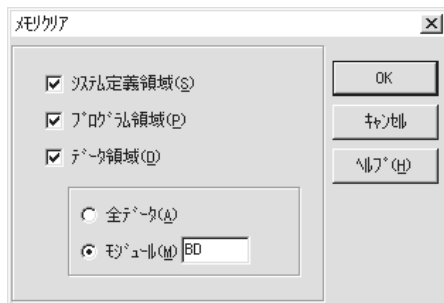 ﾒﾓﾘｸﾘｱ
ｼｽﾃﾑ定義領域(S)
ﾌﾟﾛｸﾞﾗﾑ領域(P)
ﾃﾞｰﾀ領域(D)
全ﾃﾞｰﾀ(A)
ﾓｼﾞｭｰﾙ(M) BD
OK
ｷｬﾝｾﾙ
ﾍﾙﾌﾟ(H)